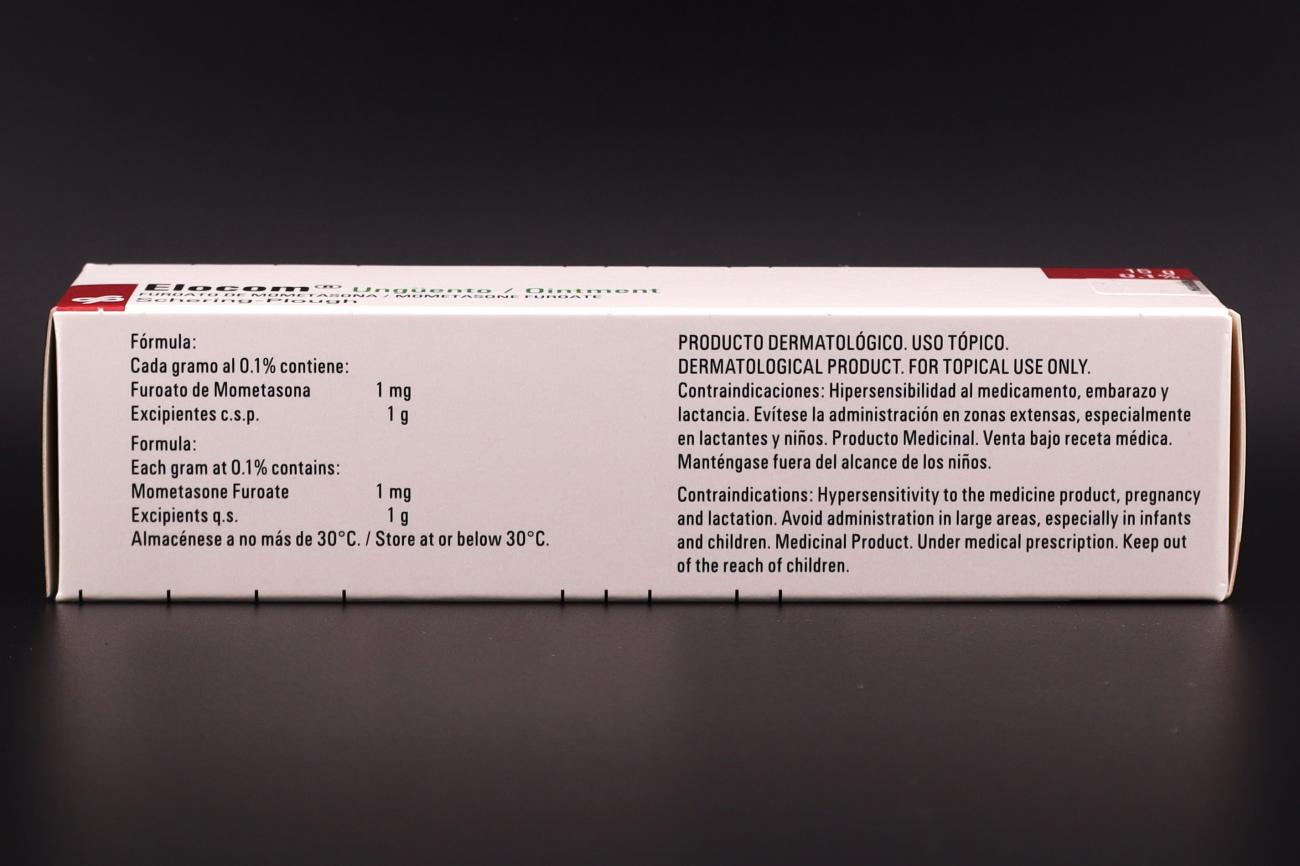 Elocom® Ungüento / Ointment
FUROATO DE MOMETASONA / MOMETASONE FUROATE
Schering-Plough
15 g
0.1%
Fórmula:
Cada gramo al 0.1% contiene:
Furoato de Mometasona 1 mg
Excipientes c.s.p. 1 g
Formula:
Each gram at 0.1% contains:
Mometasone Furoate 1 mg
Excipients q.s. 1 g
Almacénese a no más de 30°C. / Store at or below 30°C.
PRODUCTO DERMATOLÓGICO. USO TÓPICO.
DERMATOLOGICAL PRODUCT. FOR TOPICAL USE ONLY.
Contraindicaciones: Hipersensibilidad al medicamento, embarazo y
lactancia. Evítese la administración en zonas extensas, especialmente
en lactantes y niños. Producto Medicinal. Venta bajo receta médica.
Manténgase fuera del alcance de los niños.
Contraindications: Hypersensitivity to the medicine product, pregnancy
and lactation. Avoid administration in large areas, especially in infants
and children. Medicinal Product. Under medical prescription. Keep out
of the reach of children.